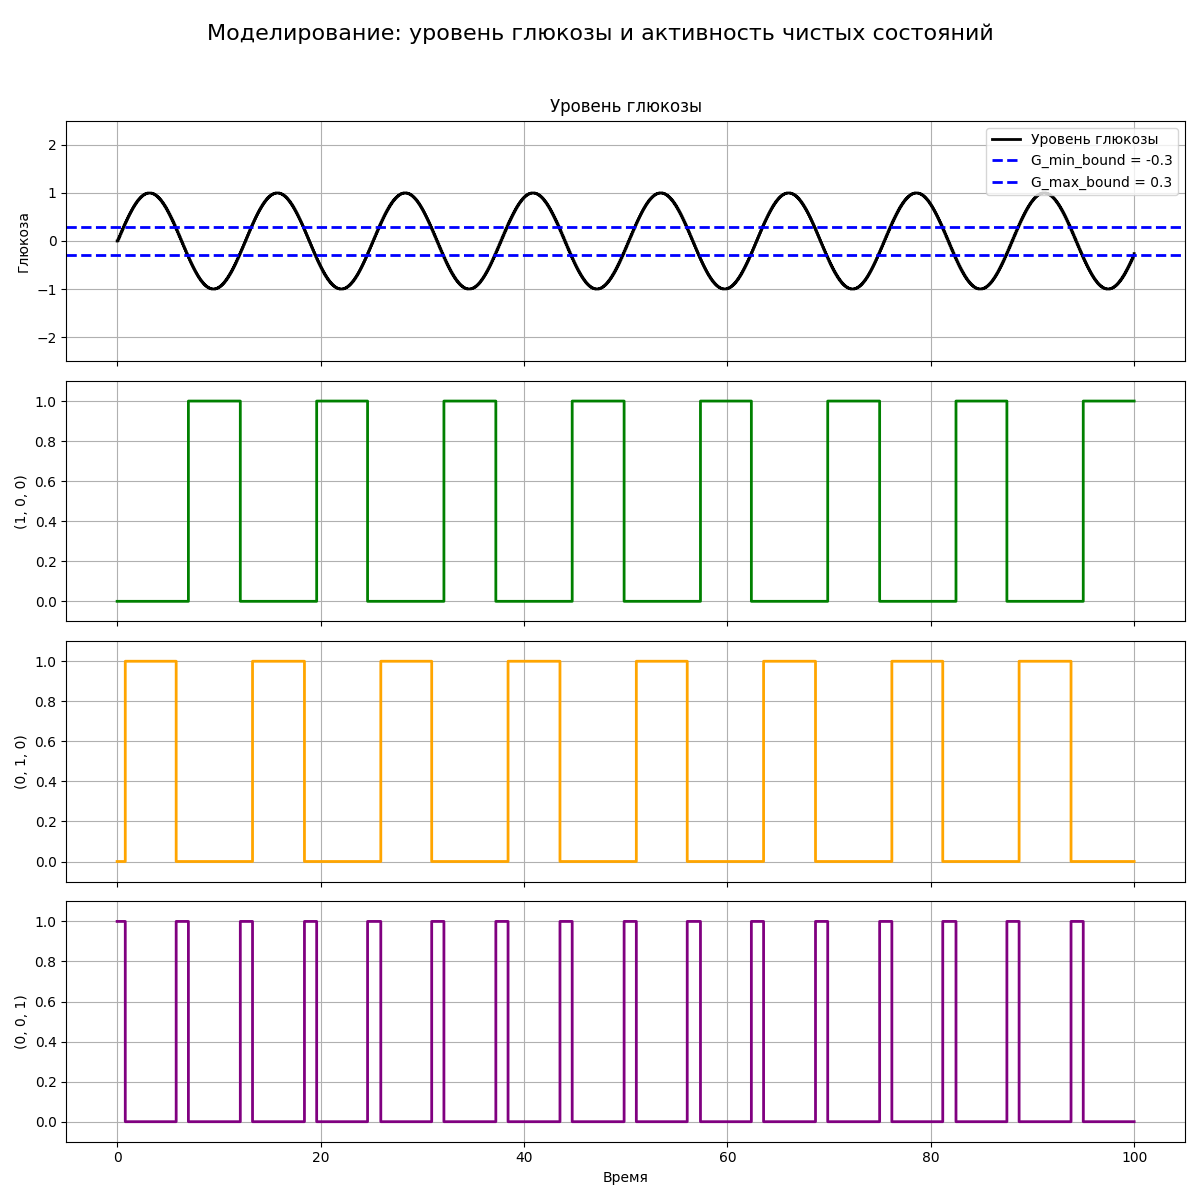 Моделирование: уровень глюкозы и активность чистых состояний
Уровень глюкозы
Глюкоза
2
1
0
−1
−2
Уровень глюкозы
G_min_bound = -0.3
G_max_bound = 0.3
(1, 0, 0)
1.0
0.8
0.6
0.4
0.2
0.0
(0, 1, 0)
1.0
0.8
0.6
0.4
0.2
0.0
(0, 0, 1)
1.0
0.8
0.6
0.4
0.2
0.0
0 20 40 60 80 100
Время